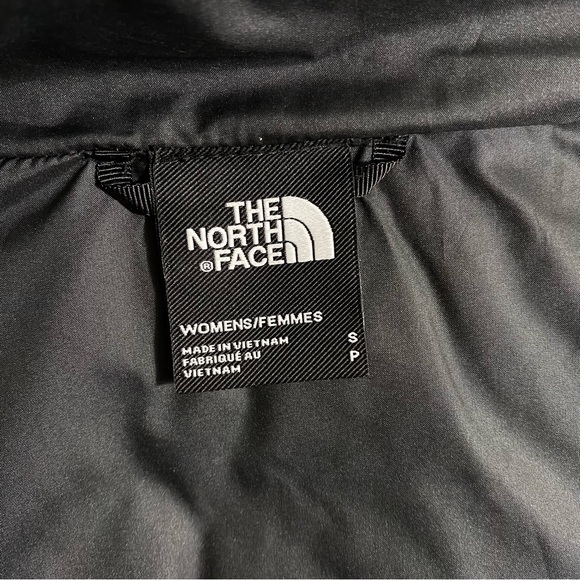 THE
NORTH
® FACE
WOMENS/FEMMES
MADE IN VIETNAM
FABRIQUÉ AU
VIETNAM
S
P